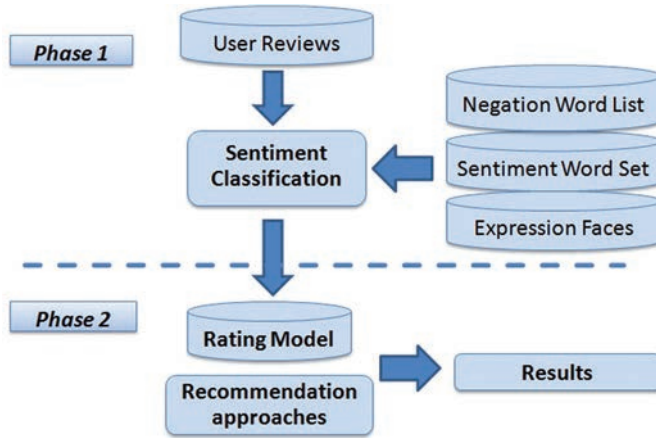 Phase 1
User Reviews
Negation Word List
Sentiment
Classification
Sentiment Word Set
Expression Faces
Phase 2
Rating Model
Recommendation
approaches
Results